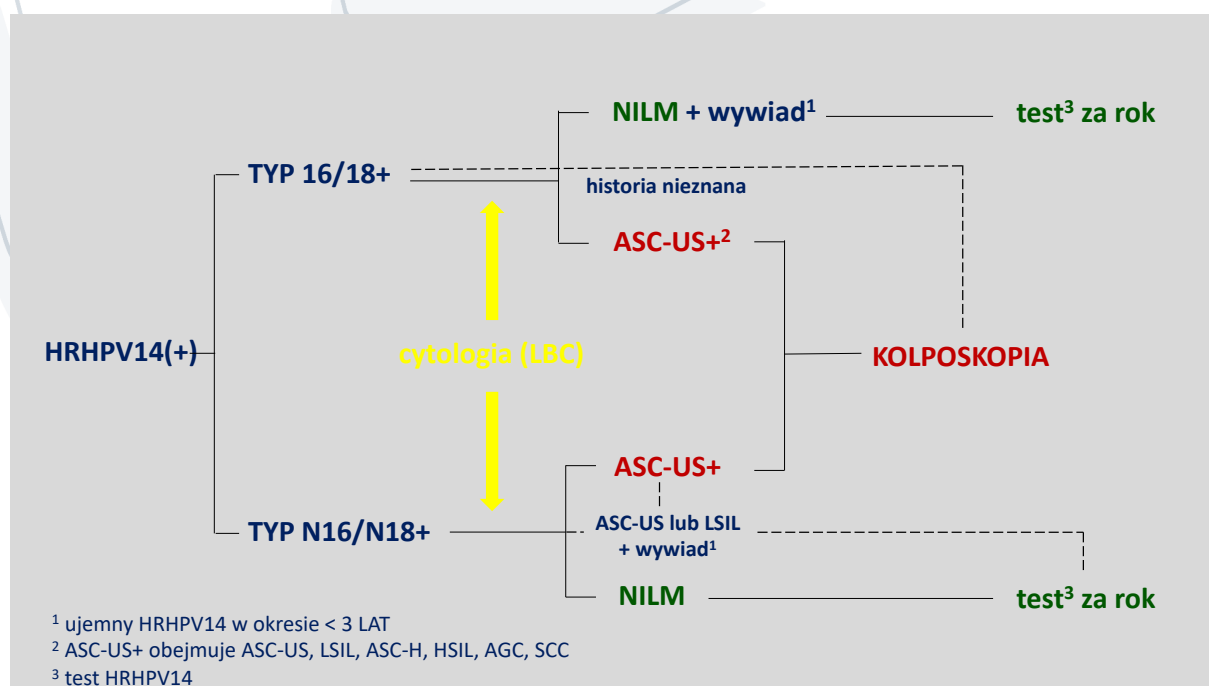 NILM + wywiad¹
test³ za rok
TYP 16/18+
historia nieznana
ASC-US+²
HRHPV14(+)
cytologia (LBC)
KOLPOSKOPIA
ASC-US+
TYP N16/N18+
ASC-US lub LSIL
+ wywiad¹
NILM
test³ za rok
¹ ujemny HRHPV14 w okresie < 3 LAT
² ASC-US+ obejmuje ASC-US, LSIL, ASC-H, HSIL, AGC, SCC
³ test HRHPV14